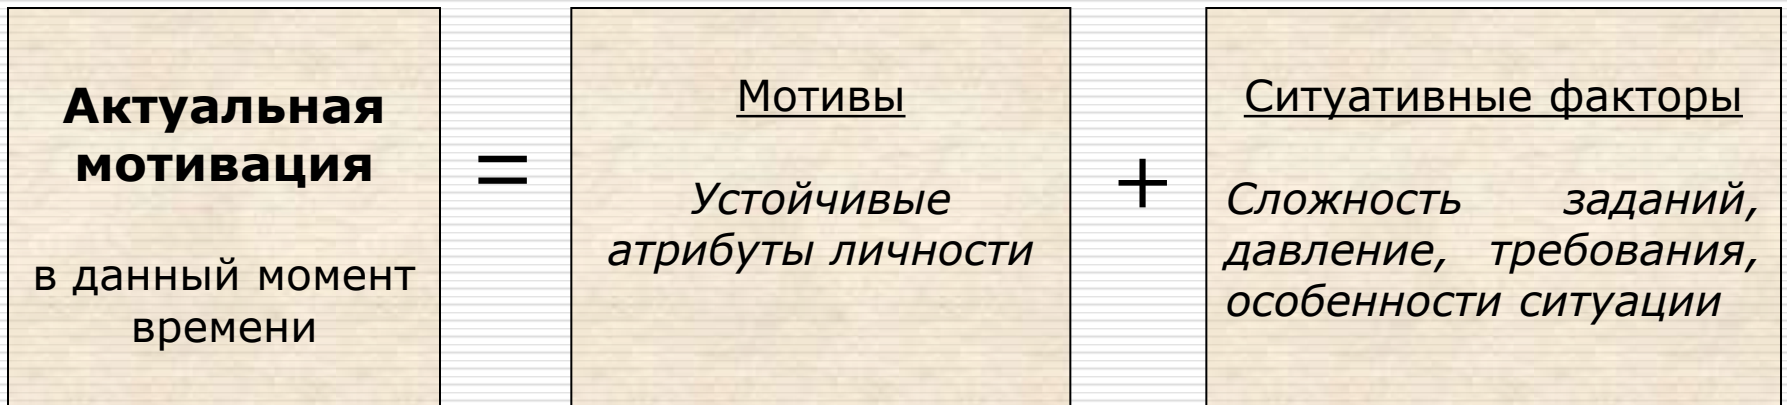 Актуальная
мотивация
в данный момент
времени
=
Мотивы
Устойчивые
атрибуты личности
+
Ситуативные факторы
Сложность заданий,
давление, требования,
особенности ситуации